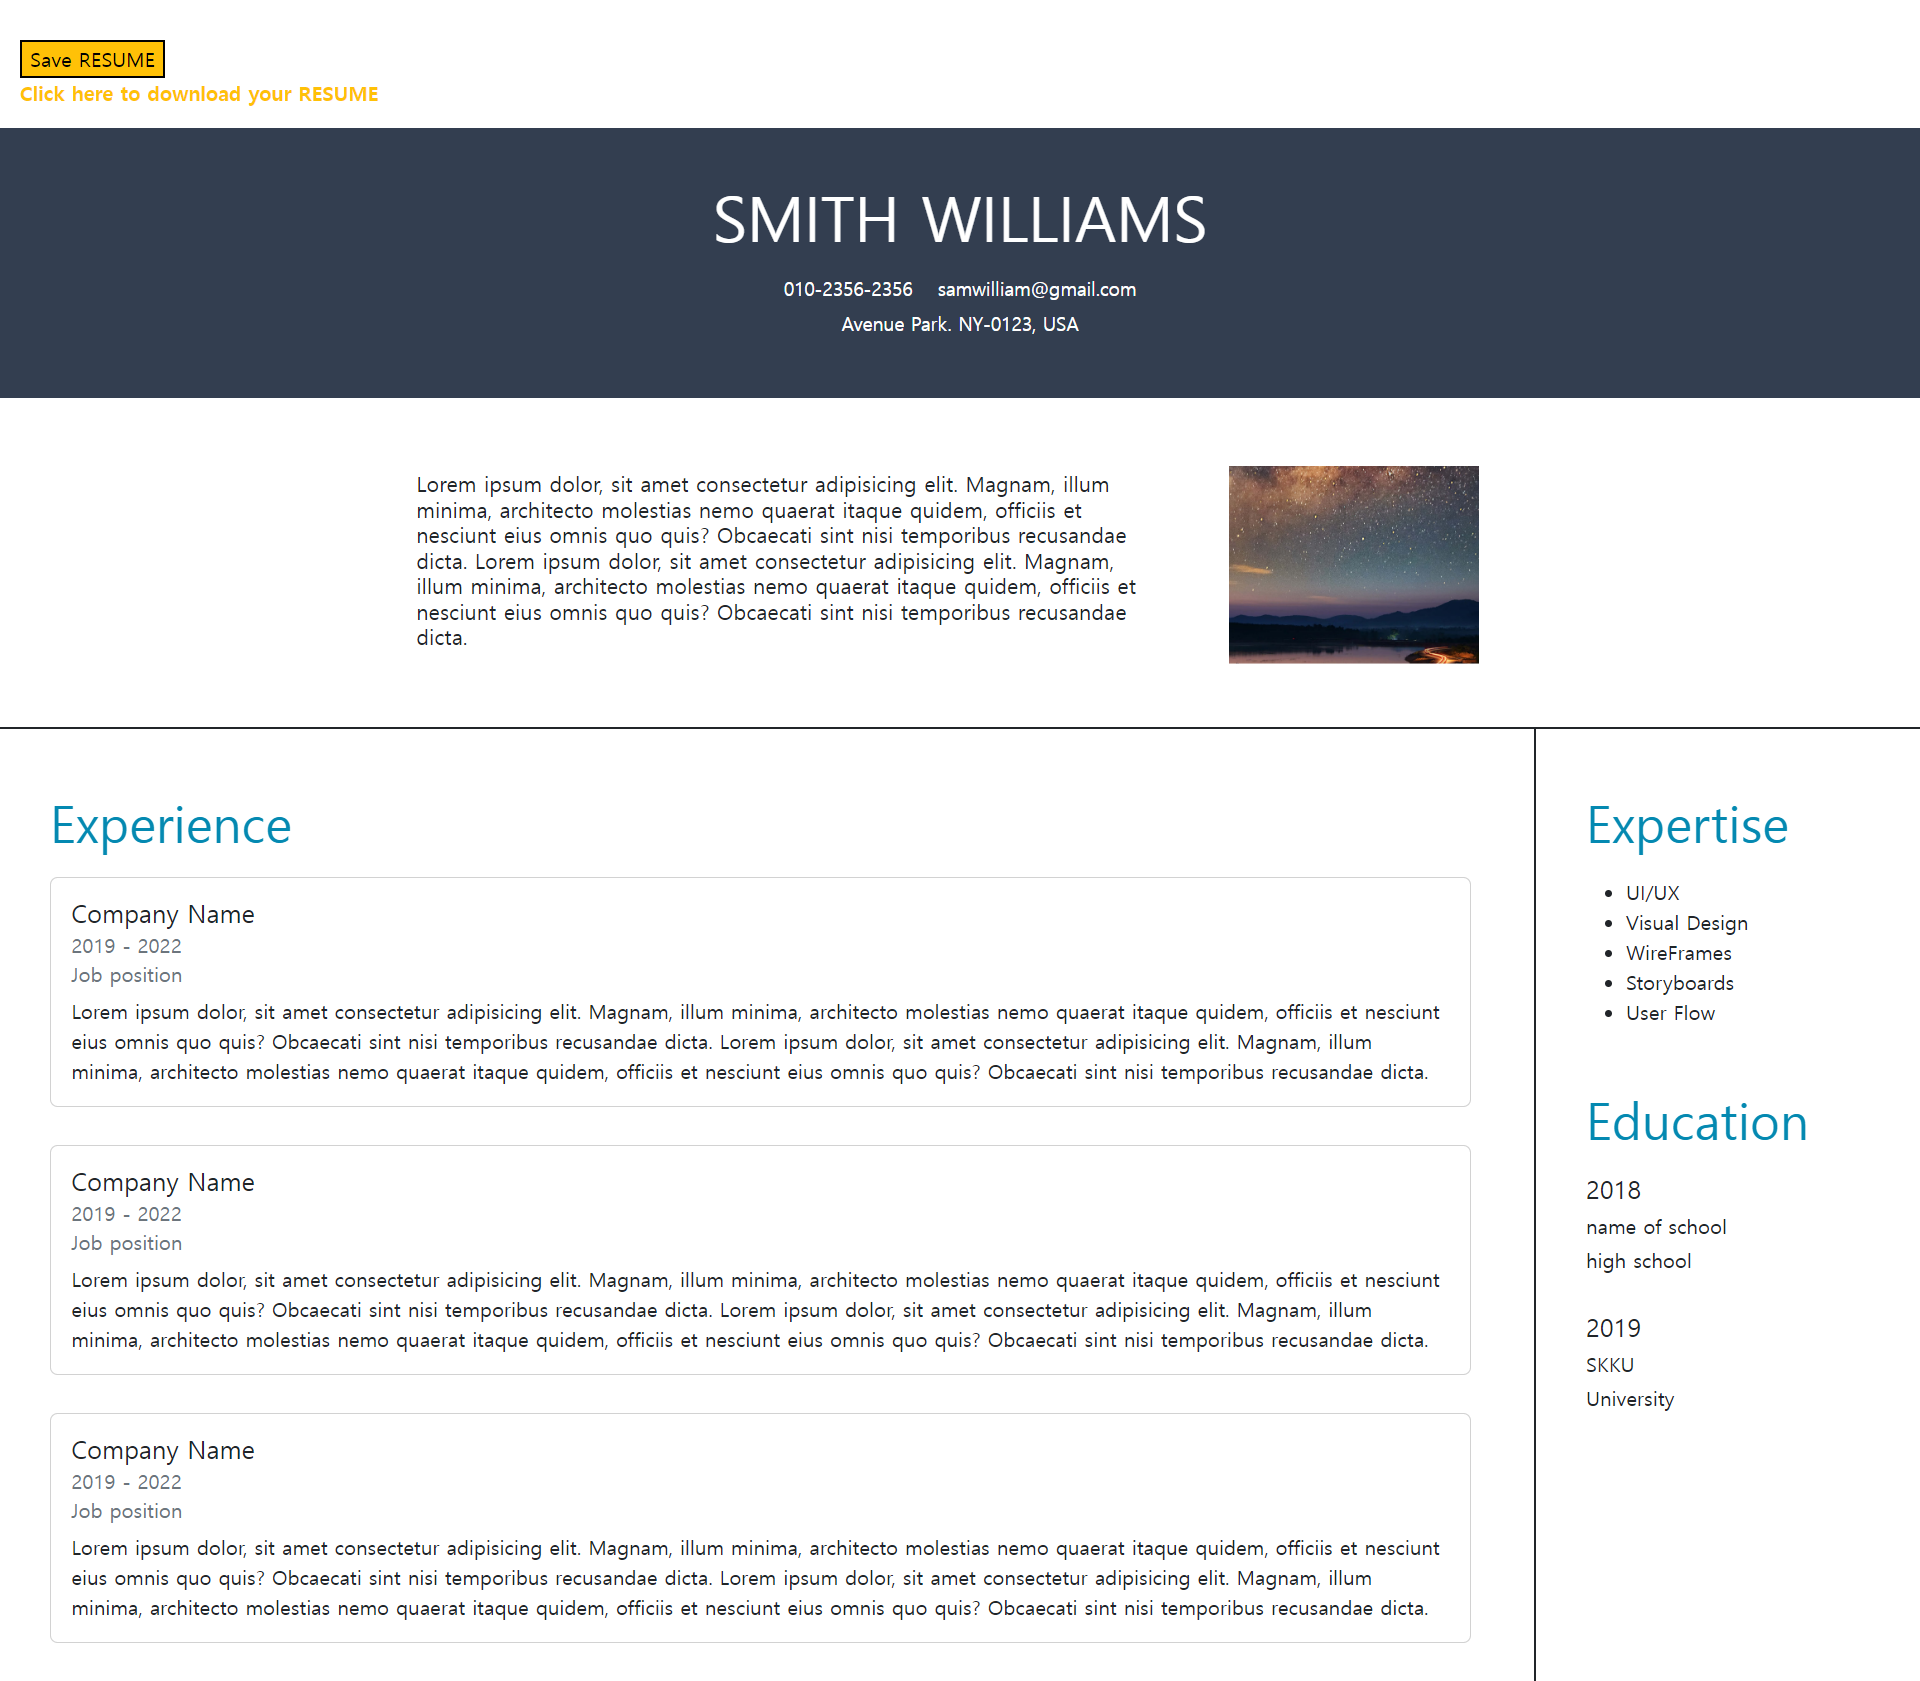 Save RESUME
Click here to download your RESUME
SMITH WILLIAMS
010-2356-2356 samwilliam@gmail.com
Avenue Park. NY-0123, USA
Lorem ipsum dolor, sit amet consectetur adipisicing elit. Magnam, illum
minima, architecto molestias nemo quaerat itaque quidem, officiis et
nesciunt eius omnis quo quis? Obcaecati sint nisi temporibus recusandae
dicta. Lorem ipsum dolor, sit amet consectetur adipisicing elit. Magnam,
illum minima, architecto molestias nemo quaerat itaque quidem, officiis et
nesciunt eius omnis quo quis? Obcaecati sint nisi temporibus recusandae
dicta.
Experience
Company Name
2019 - 2022
Job position
Lorem ipsum dolor, sit amet consectetur adipisicing elit. Magnam, illum minima, architecto molestias nemo quaerat itaque quidem, officiis et nesciunt
eius omnis quo quis? Obcaecati sint nisi temporibus recusandae dicta. Lorem ipsum dolor, sit amet consectetur adipisicing elit. Magnam, illum
minima, architecto molestias nemo quaerat itaque quidem, officiis et nesciunt eius omnis quo quis? Obcaecati sint nisi temporibus recusandae dicta.
Company Name
2019 - 2022
Job position
Lorem ipsum dolor, sit amet consectetur adipisicing elit. Magnam, illum minima, architecto molestias nemo quaerat itaque quidem, officiis et nesciunt
eius omnis quo quis? Obcaecati sint nisi temporibus recusandae dicta. Lorem ipsum dolor, sit amet consectetur adipisicing elit. Magnam, illum
minima, architecto molestias nemo quaerat itaque quidem, officiis et nesciunt eius omnis quo quis? Obcaecati sint nisi temporibus recusandae dicta.
Company Name
2019 - 2022
Job position
Lorem ipsum dolor, sit amet consectetur adipisicing elit. Magnam, illum minima, architecto molestias nemo quaerat itaque quidem, officiis et nesciunt
eius omnis quo quis? Obcaecati sint nisi temporibus recusandae dicta. Lorem ipsum dolor, sit amet consectetur adipisicing elit. Magnam, illum
minima, architecto molestias nemo quaerat itaque quidem, officiis et nesciunt eius omnis quo quis? Obcaecati sint nisi temporibus recusandae dicta.
Expertise
UI/UX
Visual Design
WireFrames
Storyboards
User Flow
Education
2018
name of school
high school
2019
SKKU
University